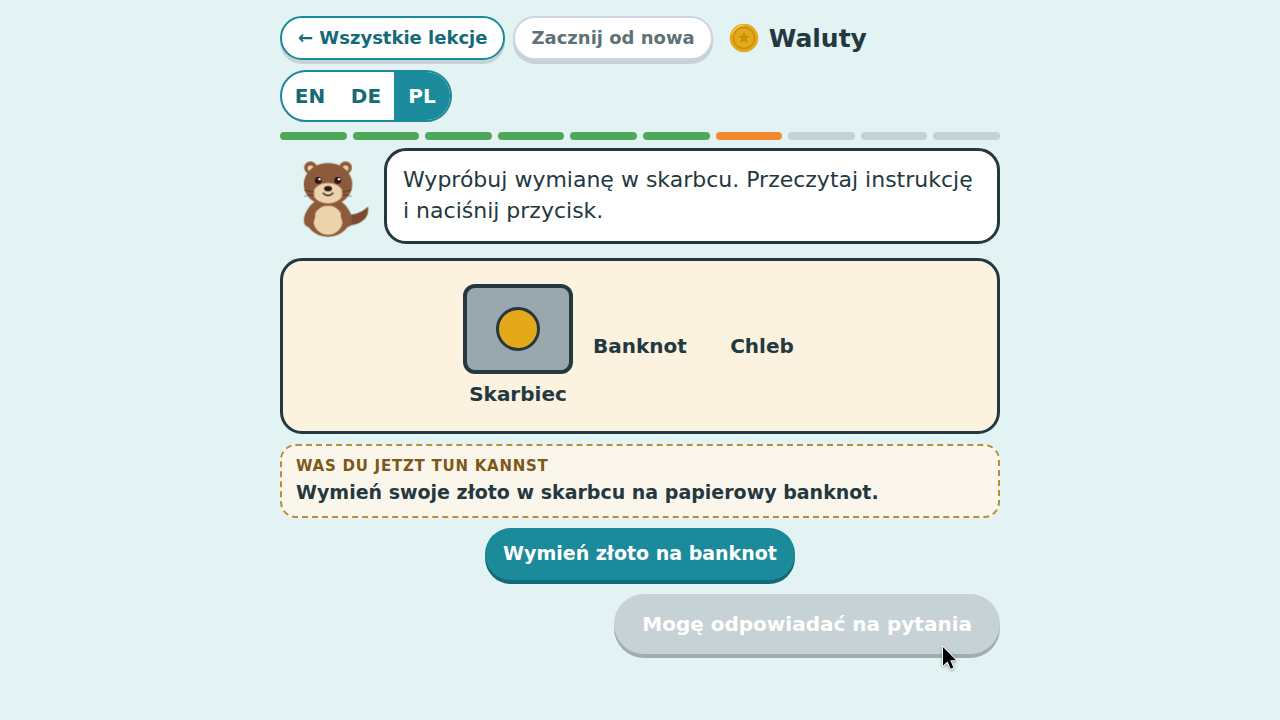 ← Wszystkie lekcje
Zacznij od nowa
Waluty
EN DE PL
Wypróbuj wymianę w skarbcu. Przeczytaj instrukcję
i naciśnij przycisk.
Banknot
Chleb
Skarbiec
WAS DU JETZT TUN KANNST
Wymień swoje złoto w skarbcu na papierowy banknot.
Wymień złoto na banknot
Mogę odpowiadać na pytania